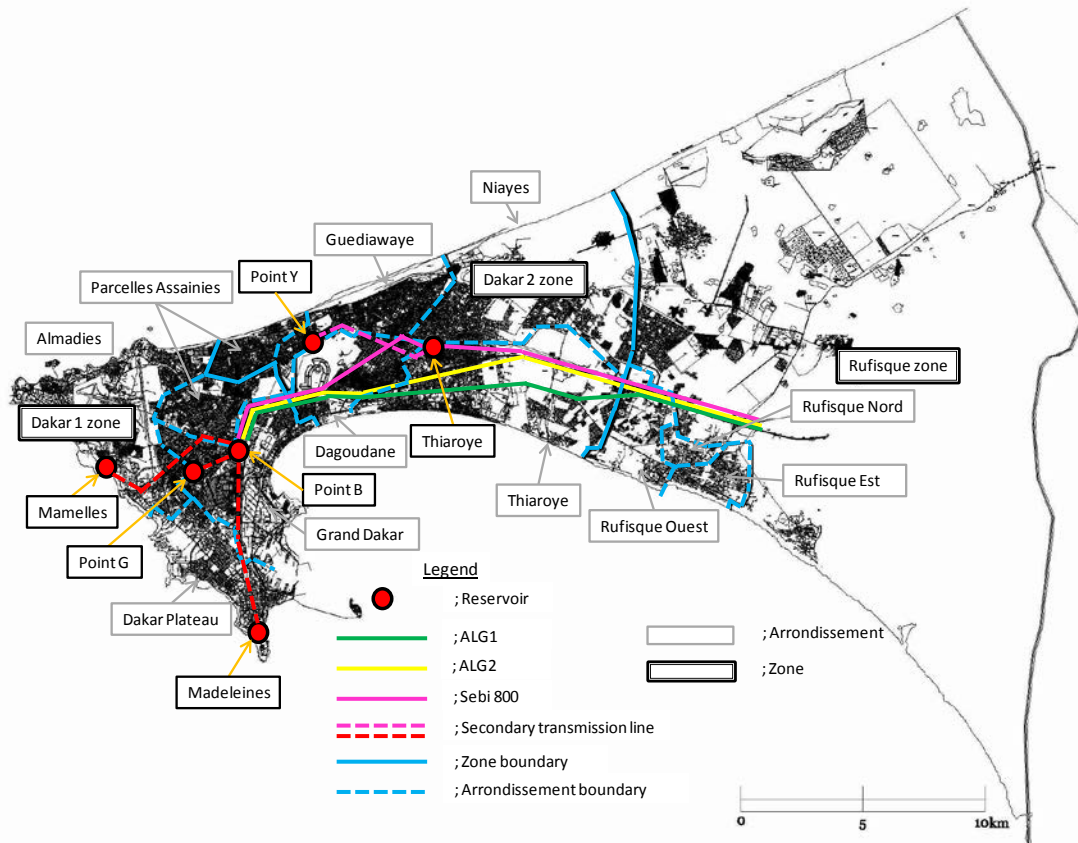 Niayes
Guediawaye
Point Y
Dakar 2 zone
Parcelles Assainies
Almadies
Rufisque zone
Dakar 1 zone
Rufisque Nord
Dagoudane
Thiaroye
Rufisque Est
Mamelles
Point B
Thiaroye
Rufisque Ouest
Grand Dakar
Point G
Dakar Plateau
Madeleines
Legend
; Reservoir
; ALG1
; ALG2
; Sebi 800
; Secondary transmission line
; Zone boundary
; Arrondissement boundary
; Arrondissement
; Zone
0 5 10km